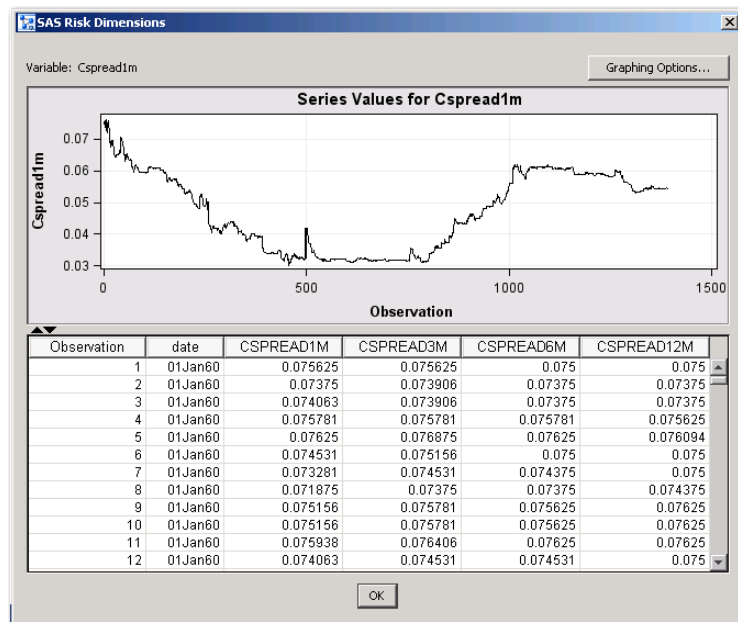 SAS Risk Dimensions
Variable: Cspread1m
Graphing Options...
Series Values for Cspread1m
Cspread1m
0.07
0.06
0.05
0.04
0.03
0 500 1000 1500
Observation
Observation date CSPREAD1M CSPREAD3M CSPREAD6M CSPREAD12M
1 01Jan60 0.075625 0.075625 0.075 0.075
2 01Jan60 0.07375 0.073906 0.07375 0.07375
3 01Jan60 0.074063 0.073906 0.07375 0.07375
4 01Jan60 0.075781 0.075781 0.075781 0.075625
5 01Jan60 0.07625 0.076875 0.07625 0.076094
6 01Jan60 0.074531 0.075156 0.075 0.075
7 01Jan60 0.073281 0.074531 0.074375 0.075
8 01Jan60 0.071875 0.07375 0.07375 0.074375
9 01Jan60 0.075156 0.075781 0.075625 0.07625
10 01Jan60 0.075156 0.075781 0.075625 0.07625
11 01Jan60 0.075938 0.076406 0.07625 0.07625
12 01Jan60 0.074063 0.074531 0.074531 0.075
OK